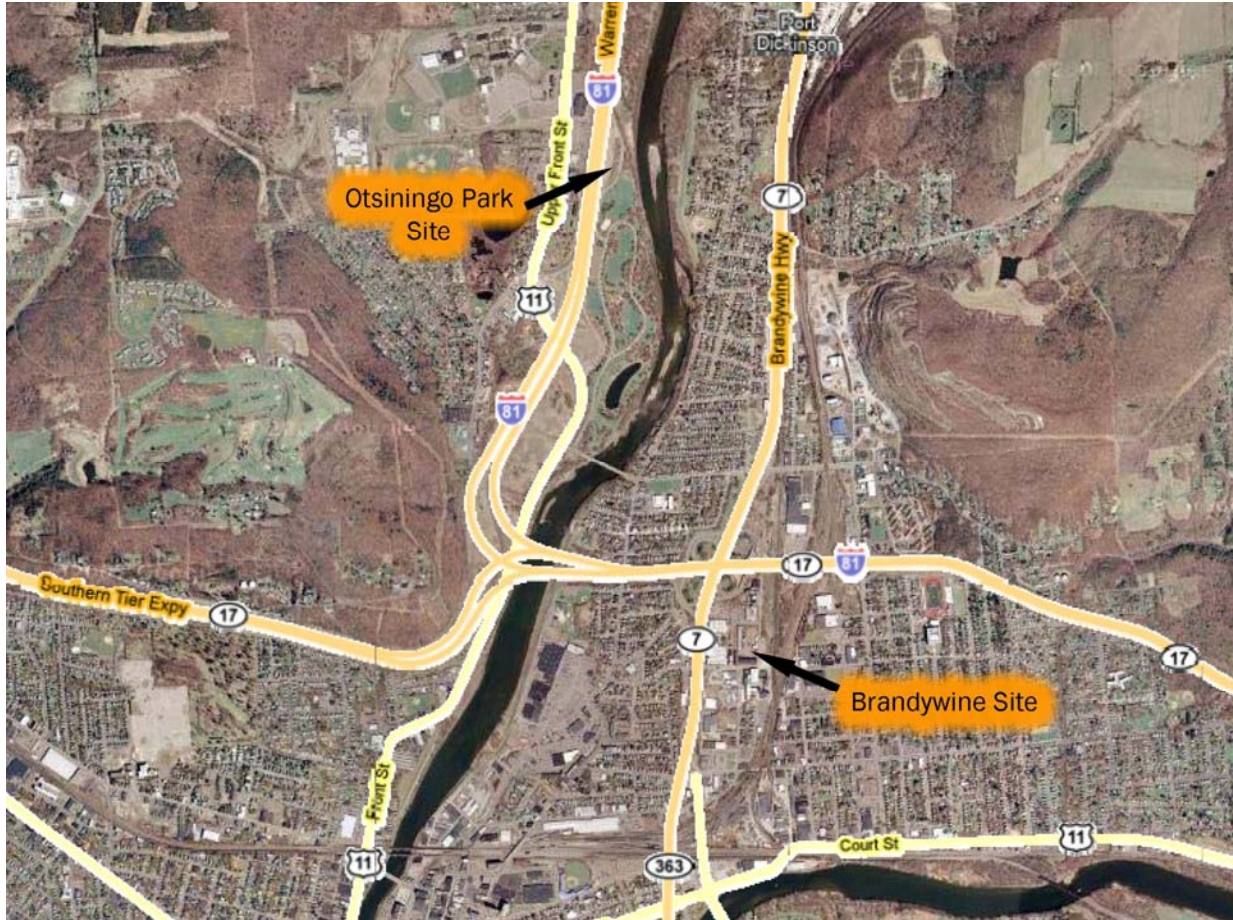 Port
Dickinson
Warren
81
Upper Front St
7
Otsiningo Park
Site
11
Brandywine Hwy
81
17
81
Southern Tier Expy
17
7
17
Brandywine Site
Front St
Court St
11
11
363